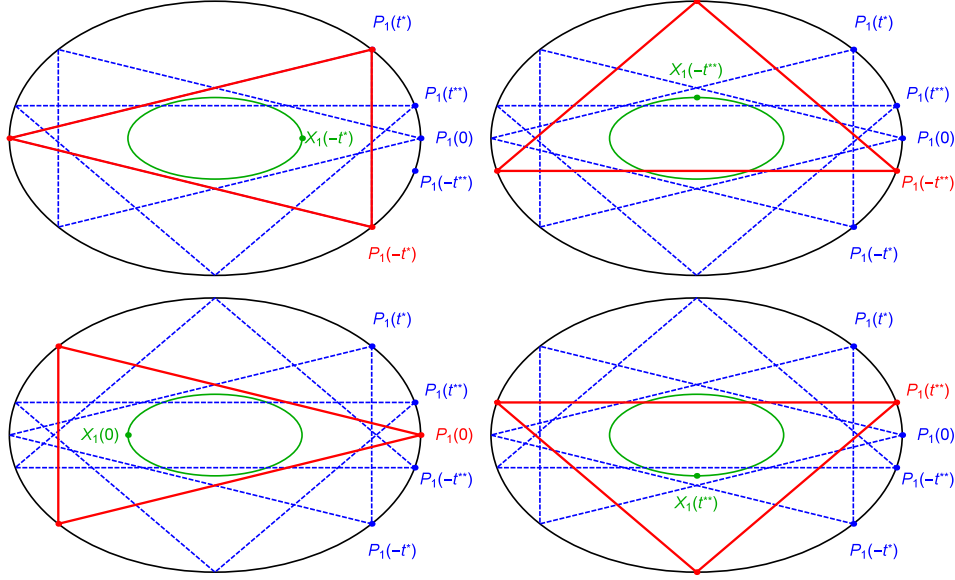 P₁(t*)
P₁(t**)
P₁(0)
X₁(-t*)
P₁(-t**)
P₁(-t*)
P₁(t*)
X₁(-t**)
P₁(t**)
P₁(0)
P₁(-t**)
P₁(-t*)
P₁(t*)
P₁(t**)
X₁(0)
P₁(0)
P₁(-t**)
P₁(-t*)
P₁(t*)
P₁(t**)
P₁(0)
P₁(-t**)
X₁(t**)
P₁(-t*)